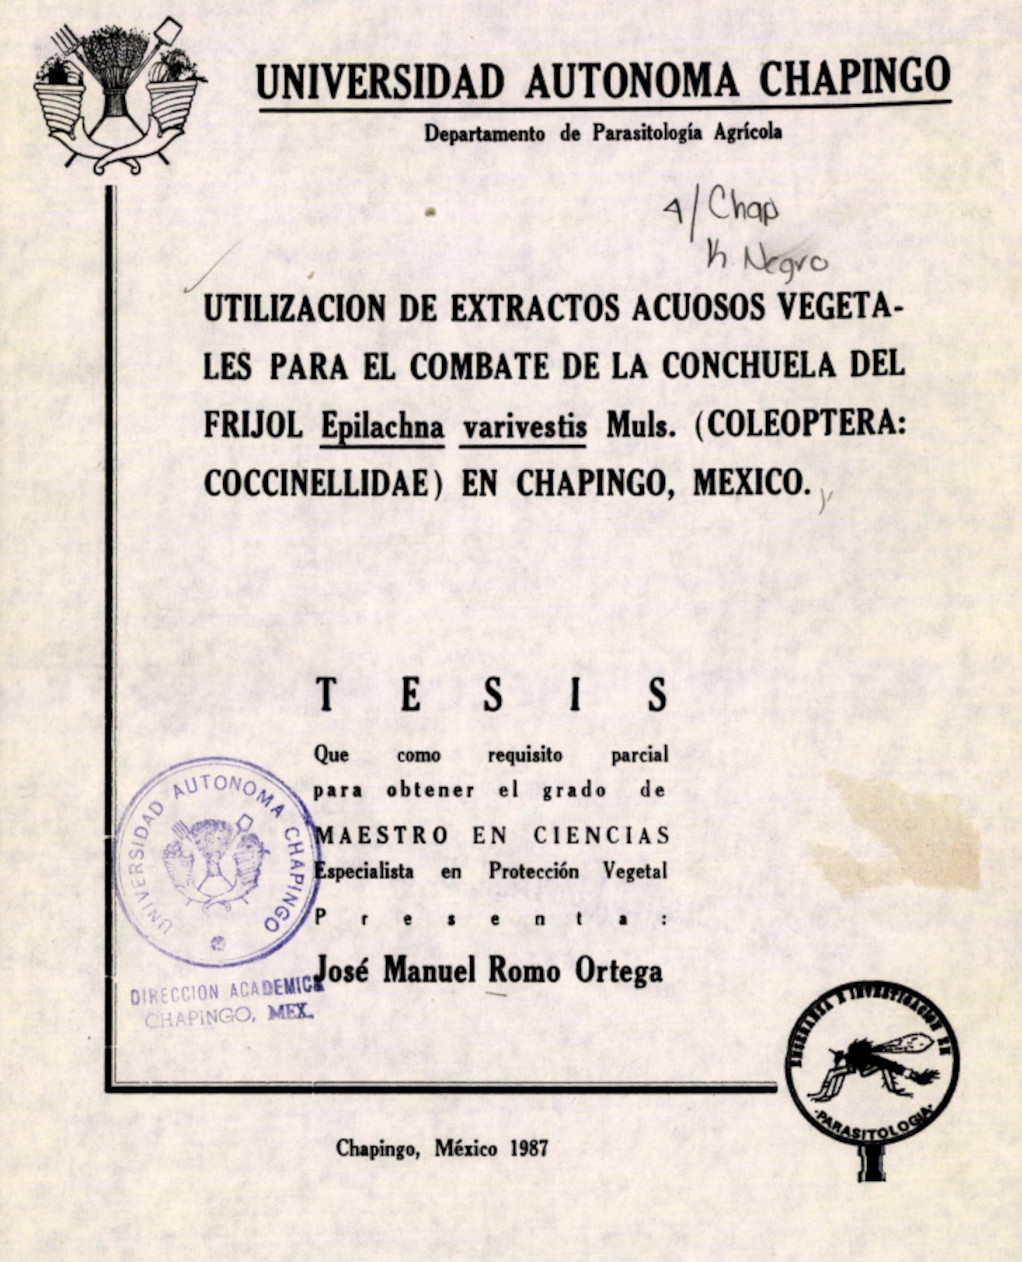 UNIVERSIDAD AUTONOMA CHAPINGO
Departamento de Parasitología Agrícola
4/Chap
K. Negro
UTILIZACION DE EXTRACTOS ACUOSOS VEGETA-
LES PARA EL COMBATE DE LA CONCHUELA DEL
FRIJOL Epilachna varivestis Muls. (COLEOPTERA:
COCCINELLIDAE) EN CHAPINGO, MEXICO.
T E S I S
Que como requisito parcial
para obtener el grado de
MAESTRO EN CIENCIAS
Especialista en Protección Vegetal
P r e s e n t a :
José Manuel Romo Ortega
UNIVERSIDAD AUTONOMA CHAPINGO
DIRECCION ACADEMICA
CHAPINGO, MEX.
ENSEÑANZA E INVESTIGACION EN
·PARASITOLOGIA·
Chapingo, México 1987